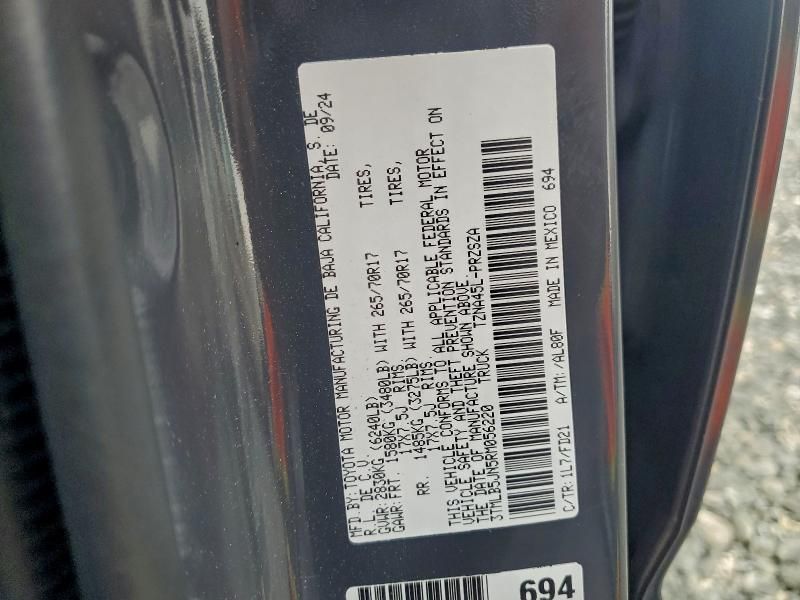 MFD.BY: TOYOTA MOTOR MANUFACTURING DE BAJA CALIFORNIA, S. DE
R.L. DE C.V. DATE: 09/24
GVWR: 2830KG (6240LB)
GAWR: FRT. 1580KG (3480LB) WITH 265/70R17 TIRES,
17X7.5J RIMS.
RR. 1485KG (3275LB) WITH 265/70R17 TIRES,
17X7.5J RIMS.
THIS VEHICLE CONFORMS TO ALL APPLICABLE FEDERAL MOTOR
VEHICLE SAFETY AND THEFT PREVENTION STANDARDS IN EFFECT ON
THE DATE OF MANUFACTURE SHOWN ABOVE.
3TMLB5JN5RM056220 TRUCK TZNA45L-PRZSZA
C/TR: 1L7/FD21 A/TM: /AL80F MADE IN MEXICO 694
694